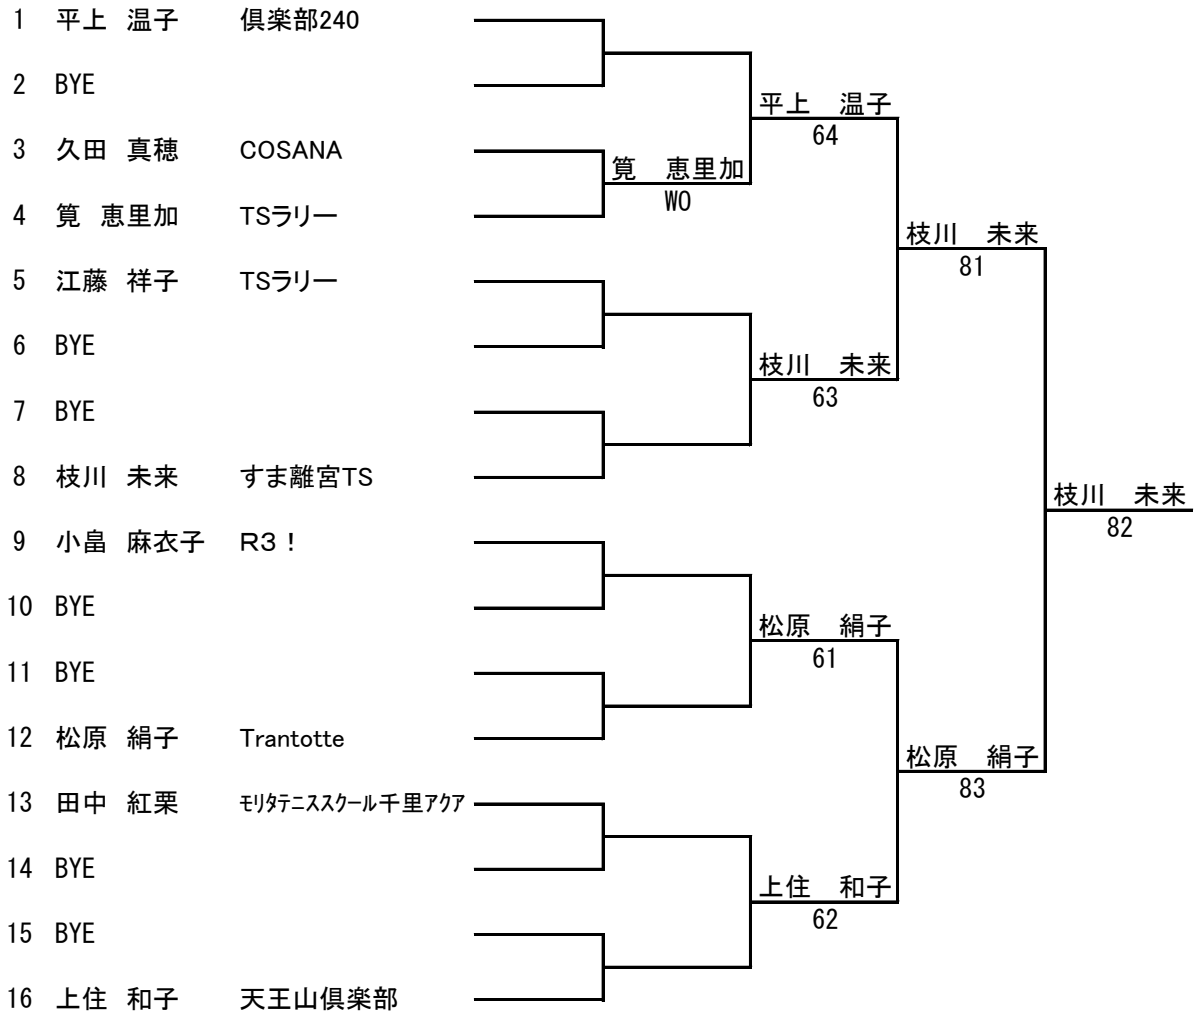 1 平上　温子 倶楽部240
2 BYE
平上　温子
64
3 久田　真穂 COSANA
筧　恵里加
WO
4 筧　恵里加 TSラリー
枝川　未来
81
5 江藤　祥子 TSラリー
6 BYE
枝川　未来
63
7 BYE
8 枝川　未来 すま離宮TS
枝川　未来
82
9 小畠　麻衣子 R3！
10 BYE
松原　絹子
61
11 BYE
12 松原　絹子 Trantotte
松原　絹子
83
13 田中　紅栗 ﾓﾘﾀﾃﾆｽｽｸｰﾙ千里ｱｸｱ
14 BYE
上住　和子
62
15 BYE
16 上住　和子 天王山倶楽部